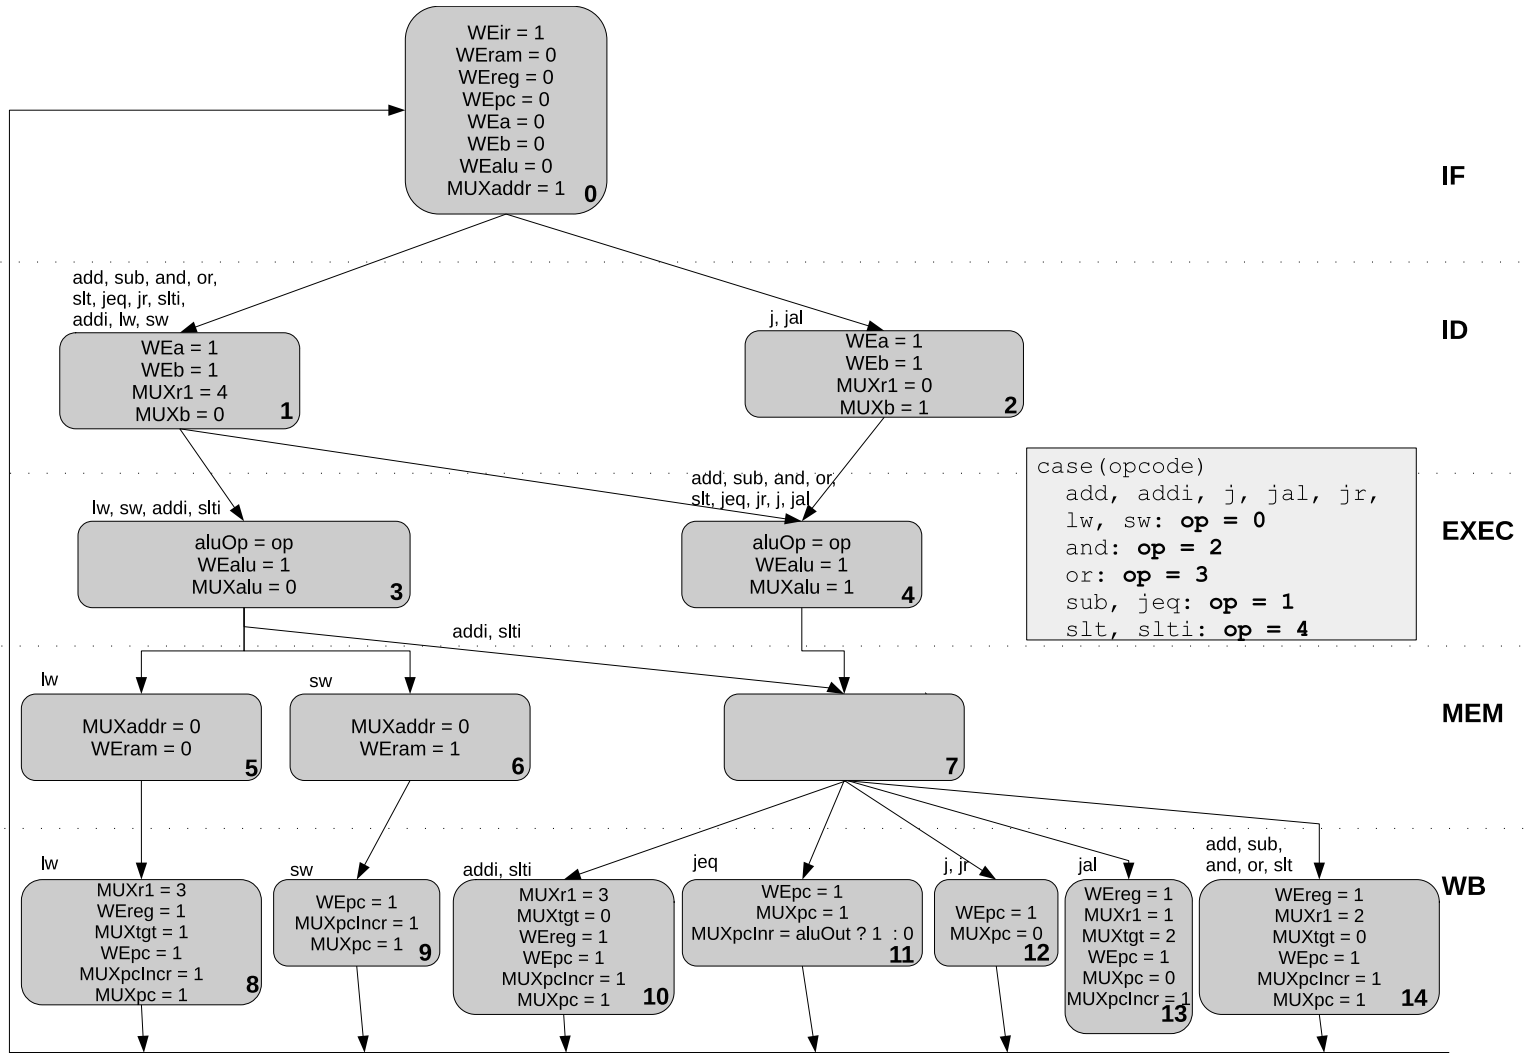 WEir = 1
WEram = 0
WEreg = 0
WEpc = 0
WEa = 0
WEb = 0
WEalu = 0
MUXaddr = 1
0
IF
add, sub, and, or,
slt, jeq, jr, slti,
addi, lw, sw
WEa = 1
WEb = 1
MUXr1 = 4
MUXb = 0
1
j, jal
WEa = 1
WEb = 1
MUXr1 = 0
MUXb = 1
2
ID
lw, sw, addi, slti
aluOp = op
WEalu = 1
MUXalu = 0
3
add, sub, and, or,
slt, jeq, jr, j, jal
aluOp = op
WEalu = 1
MUXalu = 1
4
case(opcode)
add, addi, j, jal, jr,
lw, sw: op = 0
and: op = 2
or: op = 3
sub, jeq: op = 1
slt, slti: op = 4
EXEC
addi, slti
lw
MUXaddr = 0
WEram = 0
5
sw
MUXaddr = 0
WEram = 1
6
7
MEM
lw
MUXr1 = 3
WEreg = 1
MUXtgt = 1
WEpc = 1
MUXpcIncr = 1
MUXpc = 1
8
sw
WEpc = 1
MUXpcIncr = 1
MUXpc = 1
9
addi, slti
MUXr1 = 3
MUXtgt = 0
WEreg = 1
WEpc = 1
MUXpcIncr = 1
MUXpc = 1
10
jeq
WEpc = 1
MUXpc = 1
MUXpcInr = aluOut ? 1 : 0
11
j, jr
WEpc = 1
MUXpc = 0
12
jal
WEreg = 1
MUXr1 = 1
MUXtgt = 2
WEpc = 1
MUXpc = 0
MUXpcIncr = 1
13
add, sub,
and, or, slt
WEreg = 1
MUXr1 = 2
MUXtgt = 0
WEpc = 1
MUXpcIncr = 1
MUXpc = 1
14
WB